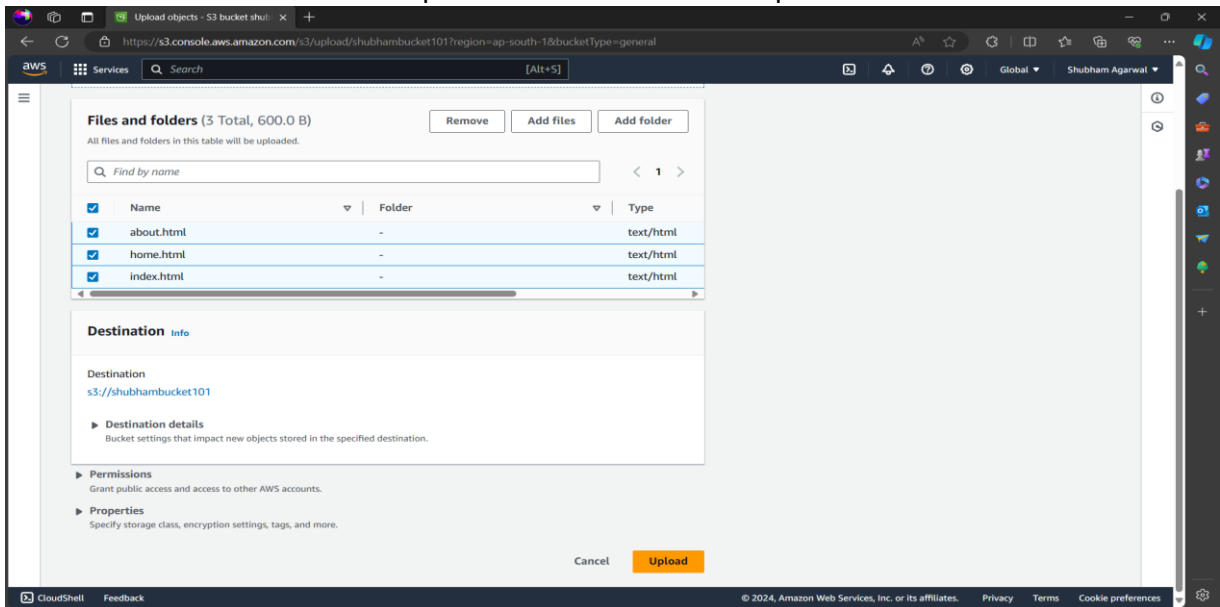 Upload objects - S3 bucket shub
https://s3.console.aws.amazon.com/s3/upload/shubhambucket101?region=ap-south-1&bucketType=general
aws Services Search [Alt+S] Global Shubham Agarwal
Files and folders (3 Total, 600.0 B) Remove Add files Add folder
All files and folders in this table will be uploaded.
Find by name 1
Name Folder Type
about.html - text/html
home.html - text/html
index.html - text/html
Destination Info
Destination
s3://shubhambucket101
Destination details
Bucket settings that impact new objects stored in the specified destination.
Permissions
Grant public access and access to other AWS accounts.
Properties
Specify storage class, encryption settings, tags, and more.
Cancel Upload
CloudShell Feedback © 2024, Amazon Web Services, Inc. or its affiliates. Privacy Terms Cookie preferences